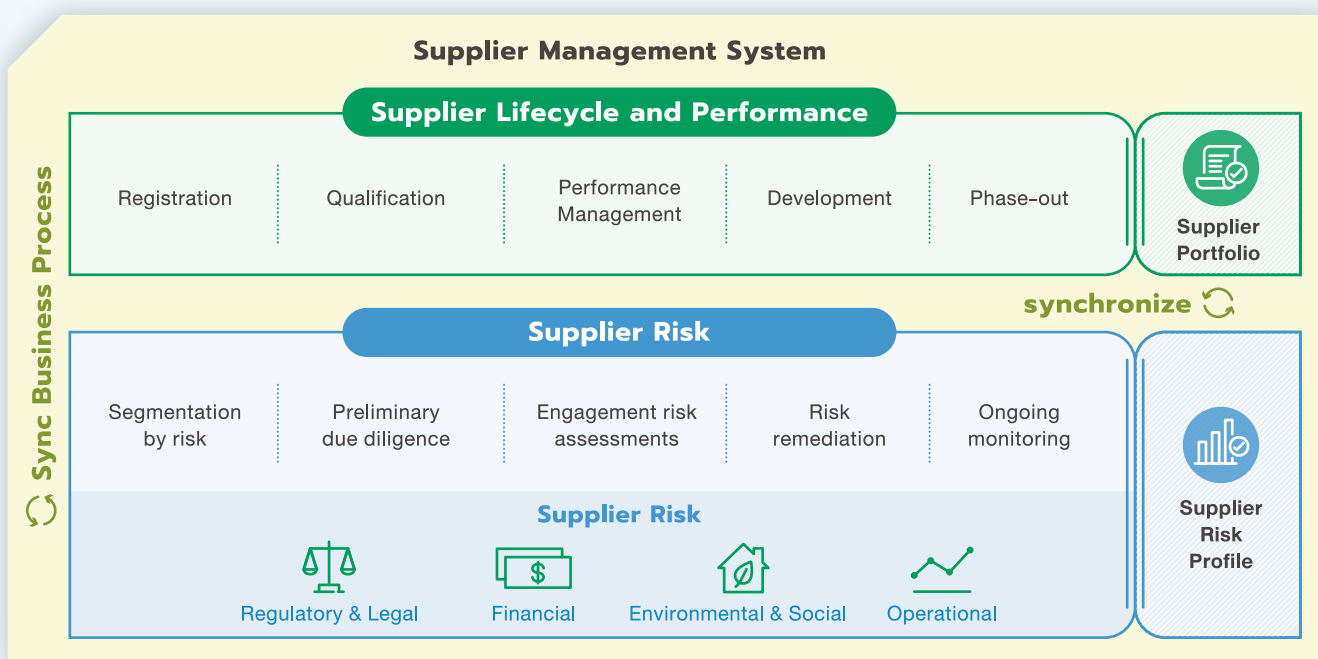 Supplier Management System
Sync Business Process
Supplier Lifecycle and Performance
Registration
Qualification
Performance
Management
Development
Phase-out
Supplier
Portfolio
synchronize
Supplier Risk
Segmentation
by risk
Preliminary
due diligence
Engagement risk
assessments
Risk
remediation
Ongoing
monitoring
Supplier
Risk
Profile
Supplier Risk
$
Regulatory & Legal
Financial
Environmental & Social
Operational